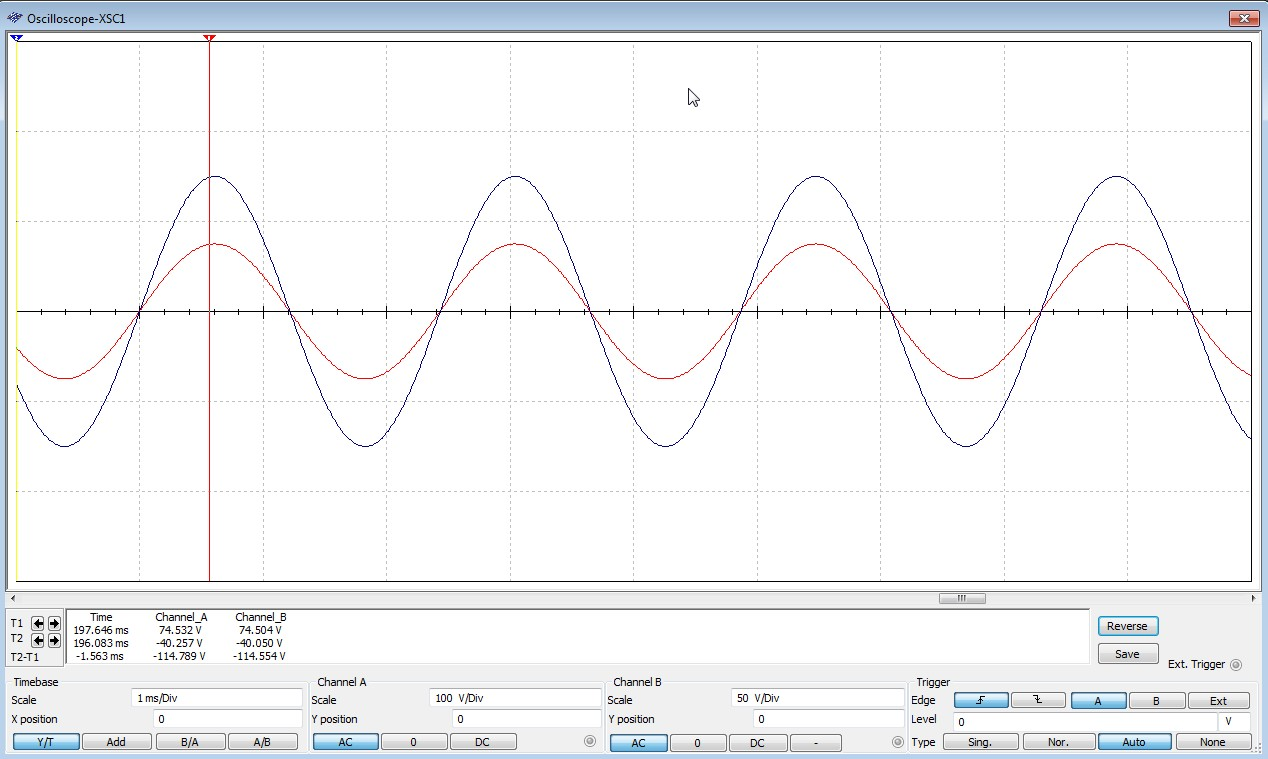 Oscilloscope-XSC1
2 1
T1
T2
T2-T1
Time Channel_A Channel_B
197.646 ms 74.532 V 74.504 V
196.083 ms -40.257 V -40.050 V
-1.563 ms -114.789 V -114.554 V
Reverse
Save
Ext. Trigger
Timebase
Scale 1 ms/Div
X position 0
Y/T Add B/A A/B
Channel A
Scale 100 V/Div
Y position 0
AC 0 DC
Channel B
Scale 50 V/Div
Y position 0
AC 0 DC -
Trigger
Edge A B Ext
Level 0 V
Type Sing. Nor. Auto None